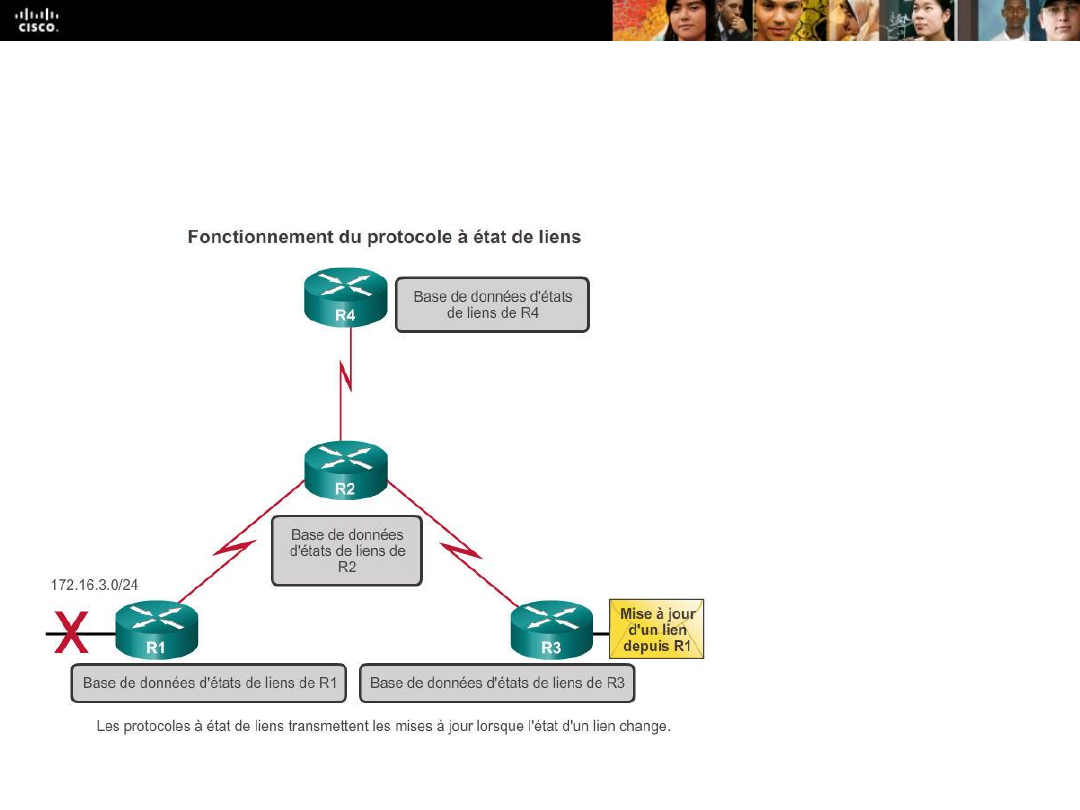 CISCO.
Fonctionnement du protocole à état de liens
R4
Base de données d'états
de liens de R4
R2
Base de données
d'états de liens de
R2
172.16.3.0/24
X
R1
R3
Mise à jour
d'un lien
depuis R1
Base de données d'états de liens de R1
Base de données d'états de liens de R3
Les protocoles à état de liens transmettent les mises à jour lorsque l'état d'un lien change.